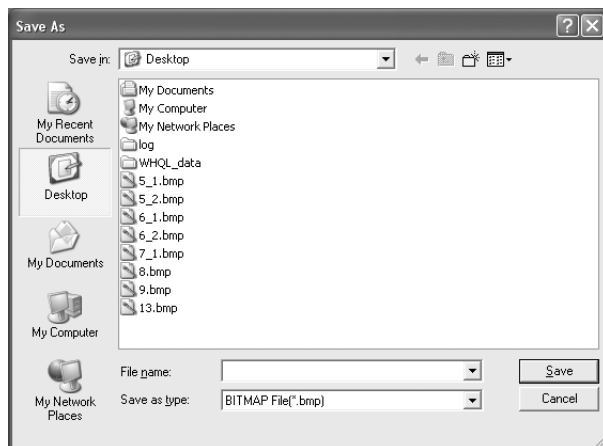 Save As
Save in:
Desktop
My Recent
Documents
Desktop
My Documents
My Computer
My Network
Places
My Documents
My Computer
My Network Places
log
WHQL_data
5_1.bmp
5_2.bmp
6_1.bmp
6_2.bmp
7_1.bmp
8.bmp
9.bmp
13.bmp
File name:
Save
Save as type:
BITMAP File(*.bmp)
Cancel